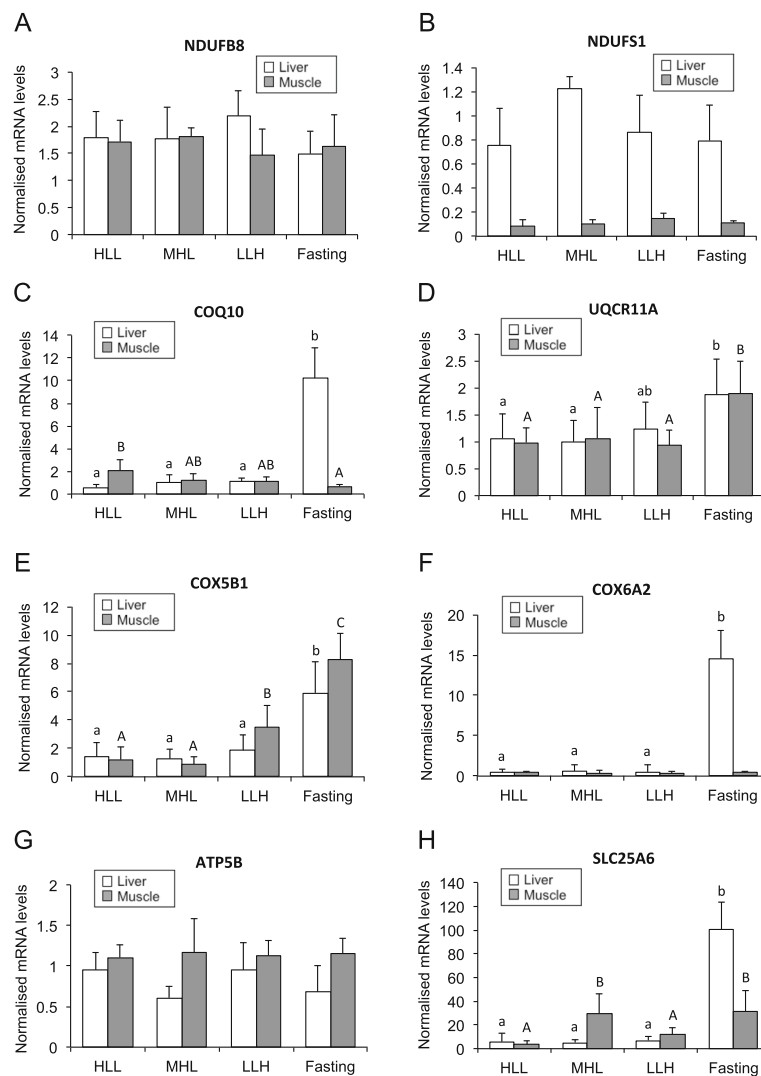 A
NDUFB8
Liver
Muscle
Normalised mRNA levels
3
2.5
2
1.5
1
0.5
0
HLL MHL LLH Fasting
B
NDUFS1
Liver
Muscle
Normalised mRNA levels
1.4
1.2
1
0.8
0.6
0.4
0.2
0
HLL MHL LLH Fasting
C
COQ10
Liver
Muscle
Normalised mRNA levels
14
12
10
8
6
4
2
0
a B a AB a AB b A
HLL MHL LLH Fasting
D
UQCR11A
Liver
Muscle
Normalised mRNA levels
3
2.5
2
1.5
1
0.5
0
a A a A ab A b B
HLL MHL LLH Fasting
E
COX5B1
Liver
Muscle
Normalised mRNA levels
12
10
8
6
4
2
0
a A a A a B b C
HLL MHL LLH Fasting
F
COX6A2
Liver
Muscle
Normalised mRNA levels
20
15
10
5
0
a a a b
HLL MHL LLH Fasting
G
ATP5B
Liver
Muscle
Normalised mRNA levels
2
1.5
1
0.5
0
HLL MHL LLH Fasting
H
SLC25A6
Liver
Muscle
Normalised mRNA levels
140
120
100
80
60
40
20
0
a A a B a A b B
HLL MHL LLH Fasting